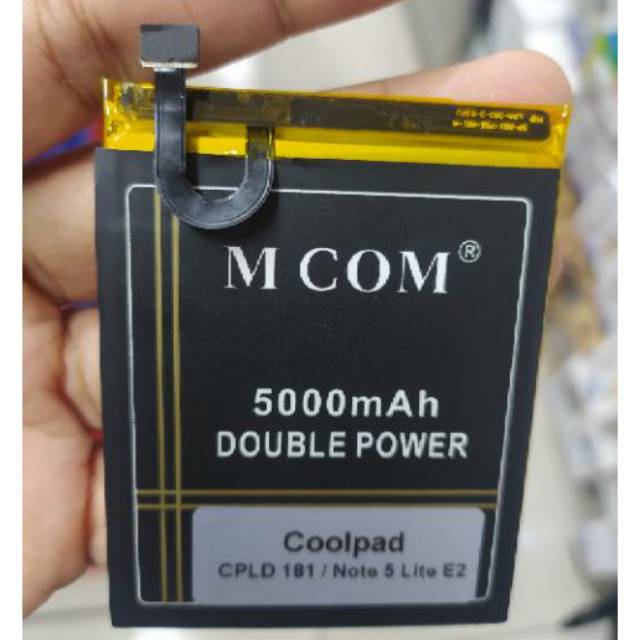 M COM®
5000mAh
DOUBLE POWER
Coolpad
CPLD 181 / Note 5 Lite E2